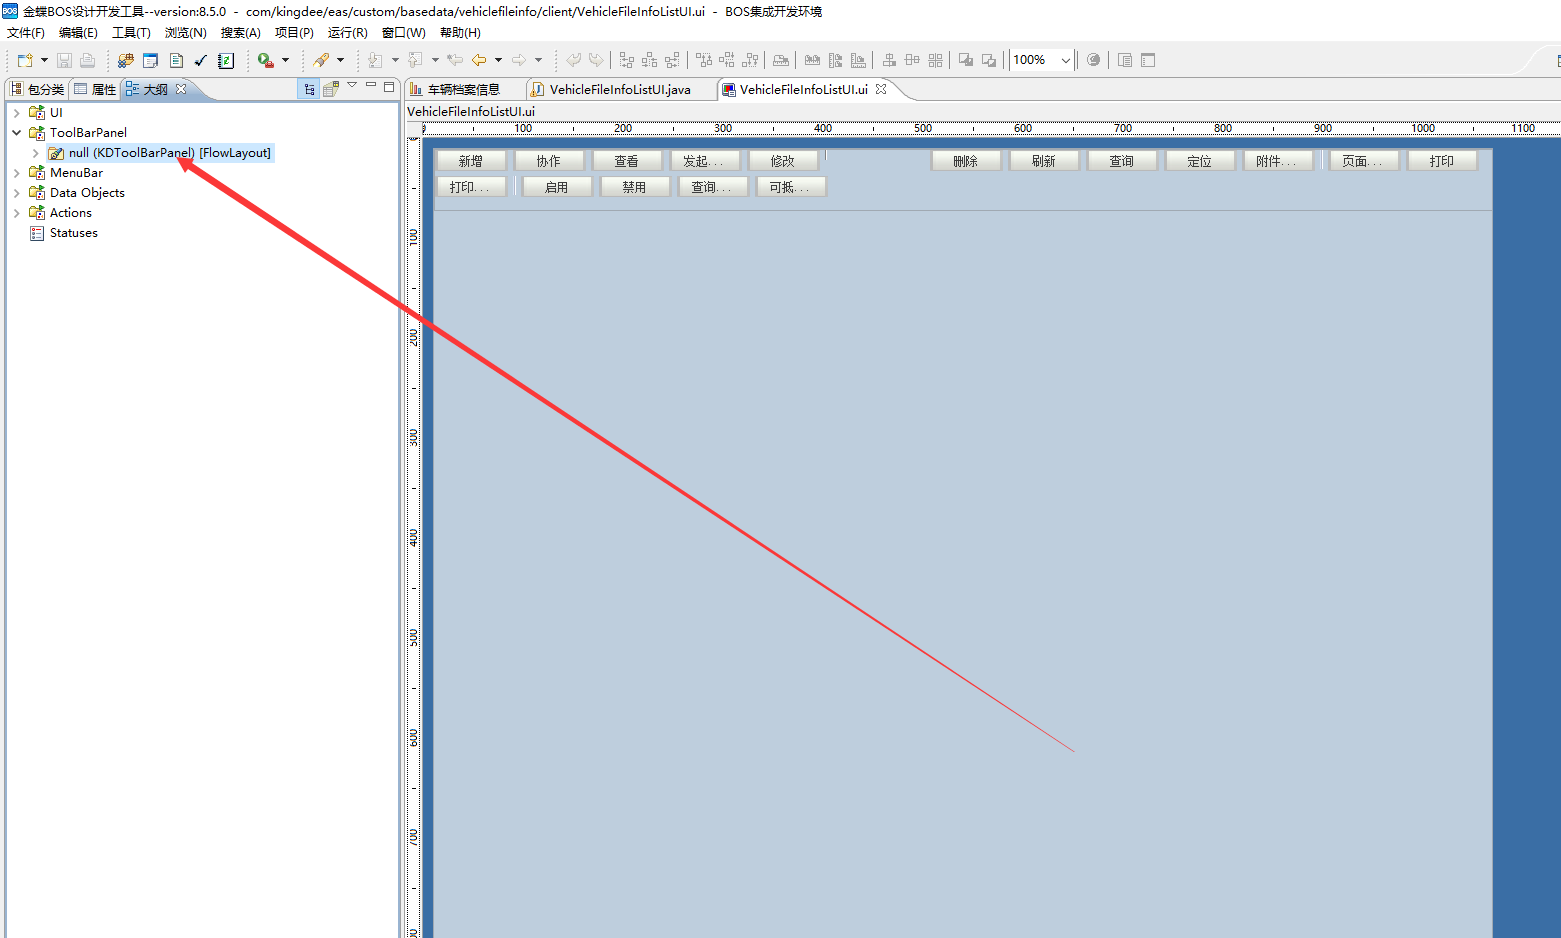 BOS 金蝶BOS设计开发工具--version:8.5.0 - com/kingdee/eas/custom/basedata/vehiclefileinfo/client/VehicleFileInfoListUI.ui - BOS集成开发环境
文件(F) 编辑(E) 工具(T) 浏览(N) 搜索(A) 项目(P) 运行(R) 窗口(W) 帮助(H)
100%
包分类 属性 大纲 车辆档案信息 VehicleFileInfoListUI.java VehicleFileInfoListUI.ui
UI
ToolBarPanel
null (KDToolBarPanel) [FlowLayout]
MenuBar
Data Objects
Actions
Statuses
VehicleFileInfoListUI.ui
0 100 200 300 400 500 600 700 800 900 1000 1100
新增 协作 查看 发起... 修改 删除 刷新 查询 定位 附件... 页面... 打印
打印... 启用 禁用 查询... 可抵...
100
200
300
400
500
600
700